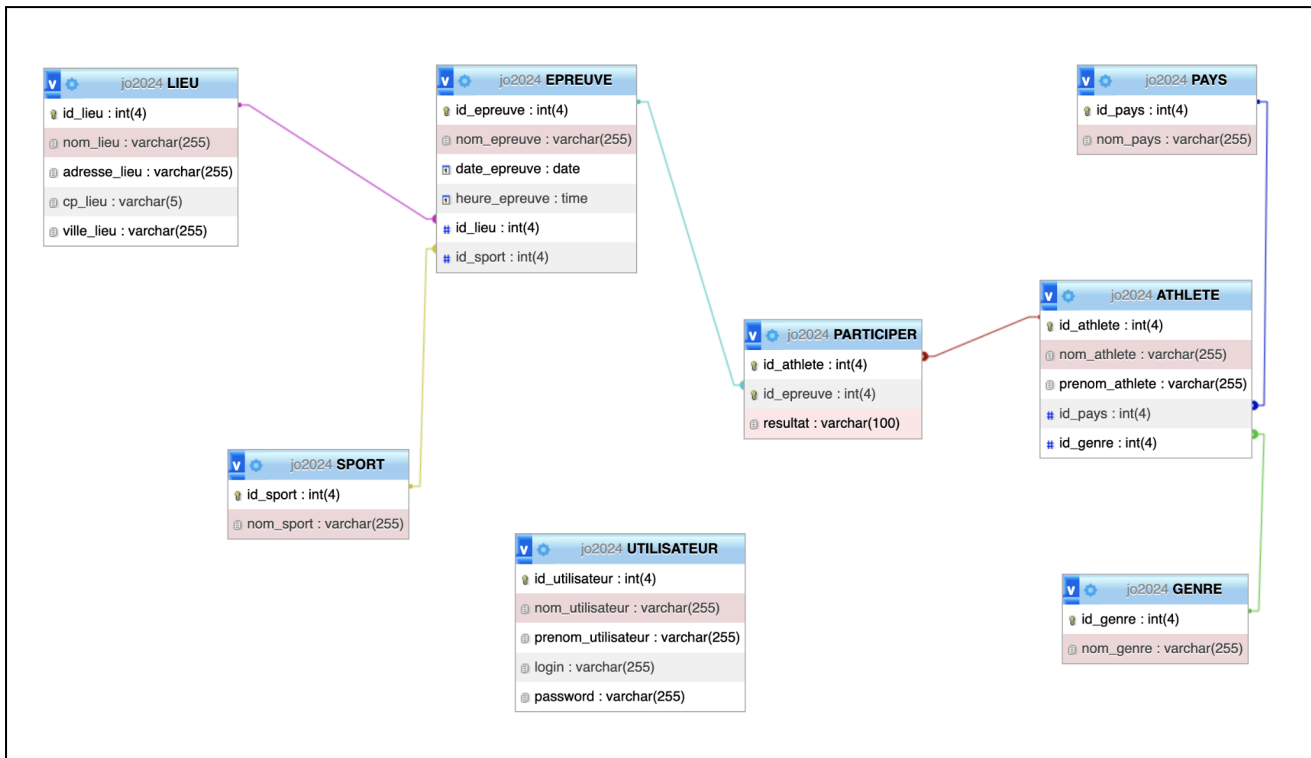 jo2024 LIEU
id_lieu : int(4)
nom_lieu : varchar(255)
adresse_lieu : varchar(255)
cp_lieu : varchar(5)
ville_lieu : varchar(255)
jo2024 EPREUVE
id_epreuve : int(4)
nom_epreuve : varchar(255)
date_epreuve : date
heure_epreuve : time
id_lieu : int(4)
id_sport : int(4)
jo2024 PAYS
id_pays : int(4)
nom_pays : varchar(255)
jo2024 ATHLETE
id_athlete : int(4)
nom_athlete : varchar(255)
prenom_athlete : varchar(255)
id_pays : int(4)
id_genre : int(4)
jo2024 PARTICIPER
id_athlete : int(4)
id_epreuve : int(4)
resultat : varchar(100)
jo2024 SPORT
id_sport : int(4)
nom_sport : varchar(255)
jo2024 UTILISATEUR
id_utilisateur : int(4)
nom_utilisateur : varchar(255)
prenom_utilisateur : varchar(255)
login : varchar(255)
password : varchar(255)
jo2024 GENRE
id_genre : int(4)
nom_genre : varchar(255)